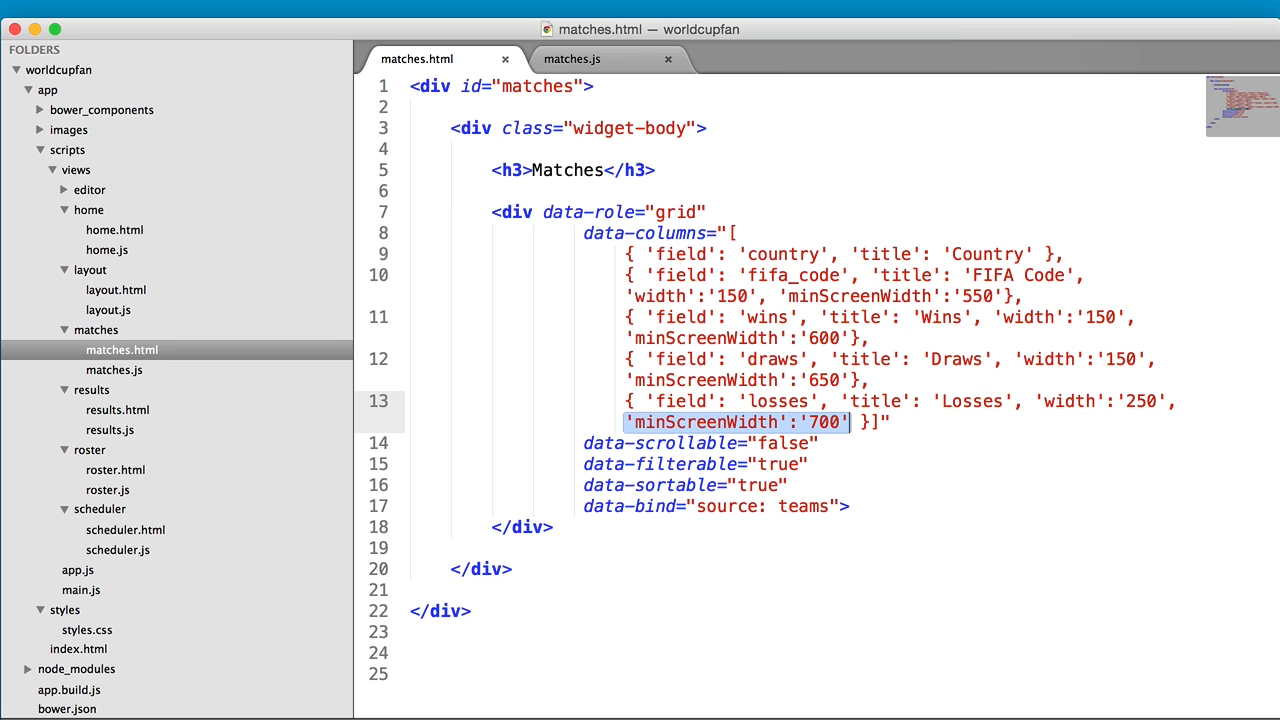 matches.html — worldcupfan
FOLDERS
worldcupfan
app
bower_components
images
scripts
views
editor
home
home.html
home.js
layout
layout.html
layout.js
matches
matches.html
matches.js
results
results.html
results.js
roster
roster.html
roster.js
scheduler
scheduler.html
scheduler.js
app.js
main.js
styles
styles.css
index.html
node_modules
app.build.js
bower.json
matches.html ×
matches.js ×
1 <div id="matches">
2
3 <div class="widget-body">
4
5 <h3>Matches</h3>
6
7 <div data-role="grid"
8 data-columns="[
9 { 'field': 'country', 'title': 'Country' },
10 { 'field': 'fifa_code', 'title': 'FIFA Code',
'width':'150', 'minScreenWidth':'550'},
11 { 'field': 'wins', 'title': 'Wins', 'width':'150',
'minScreenWidth':'600'},
12 { 'field': 'draws', 'title': 'Draws', 'width':'150',
'minScreenWidth':'650'},
13 { 'field': 'losses', 'title': 'Losses', 'width':'250',
'minScreenWidth':'700' }]"
14 data-scrollable="false"
15 data-filterable="true"
16 data-sortable="true"
17 data-bind="source: teams">
18 </div>
19
20 </div>
21
22 </div>
23
24
25